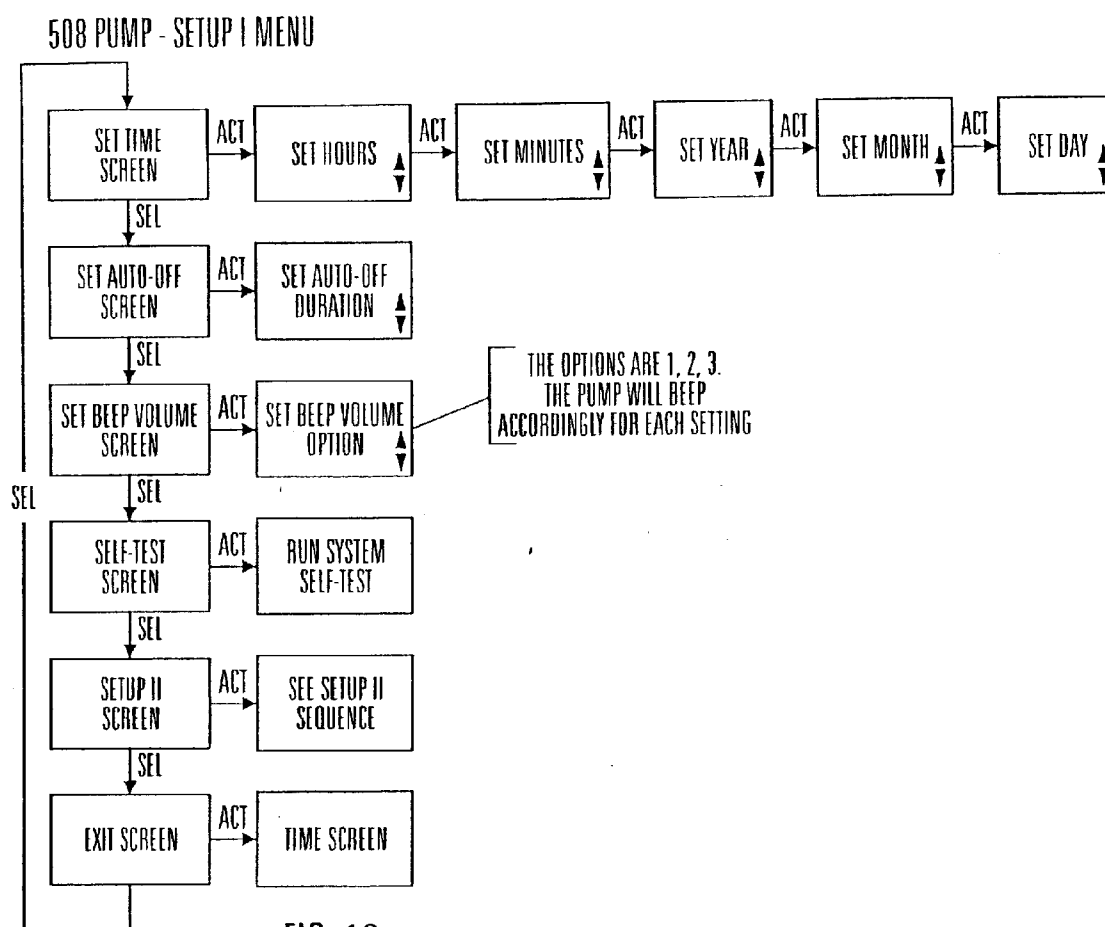 508 PUMP - SETUP I MENU
SET TIME
SCREEN
ACT
SET HOURS
ACT
SET MINUTES
ACT
SET YEAR
ACT
SET MONTH
ACT
SET DAY
SEL
SET AUTO-OFF
SCREEN
ACT
SET AUTO-OFF
DURATION
SEL
SET BEEP VOLUME
SCREEN
ACT
SET BEEP VOLUME
OPTION
THE OPTIONS ARE 1, 2, 3.
THE PUMP WILL BEEP
ACCORDINGLY FOR EACH SETTING
SEL
SEL
SELF-TEST
SCREEN
ACT
RUN SYSTEM
SELF-TEST
SEL
SETUP II
SCREEN
ACT
SEE SETUP II
SEQUENCE
SEL
EXIT SCREEN
ACT
TIME SCREEN